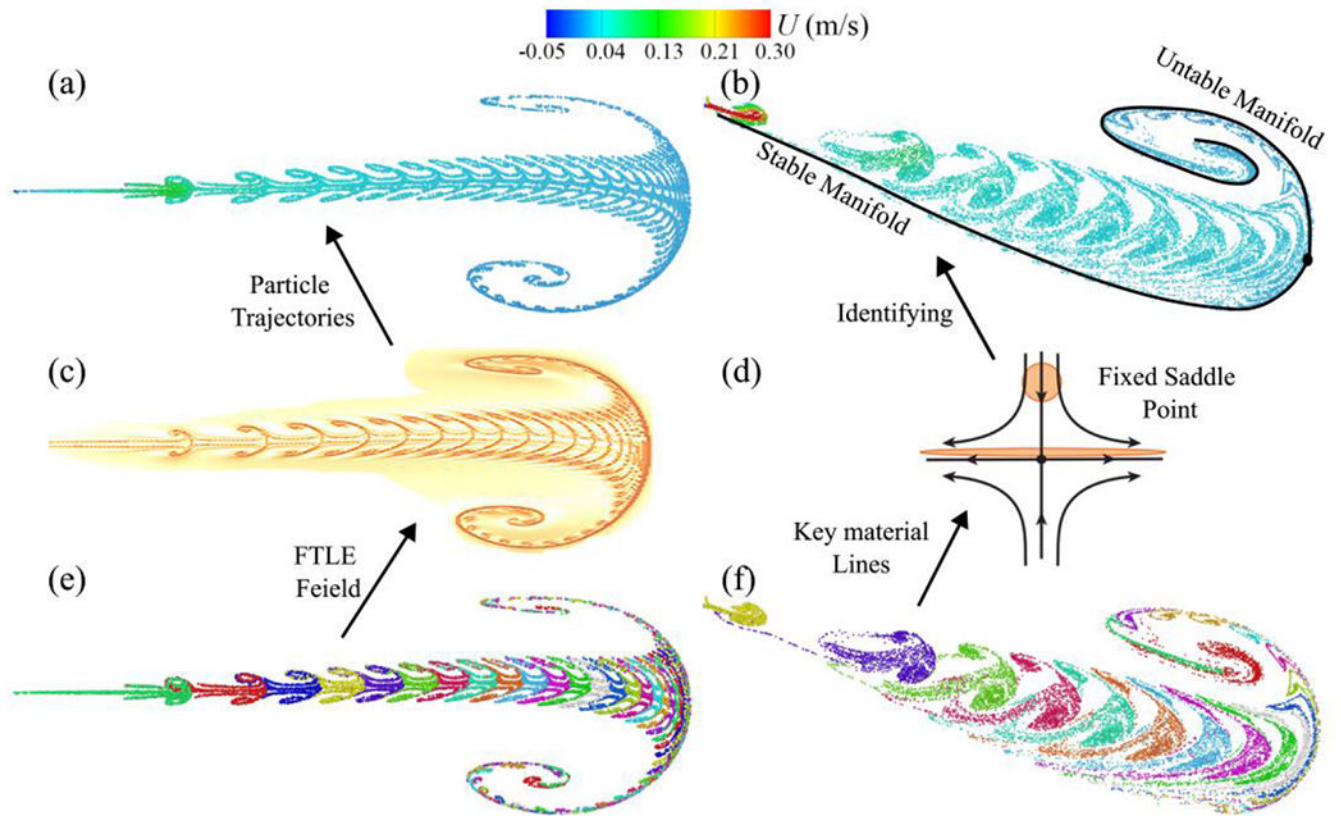 U (m/s)
-0.05 0.04 0.13 0.21 0.30
(a)
(b)
Untable Manifold
Stable Manifold
Particle
Trajectories
Identifying
(c)
(d)
Fixed Saddle
Point
FTLE
Feield
Key material
Lines
(e)
(f)